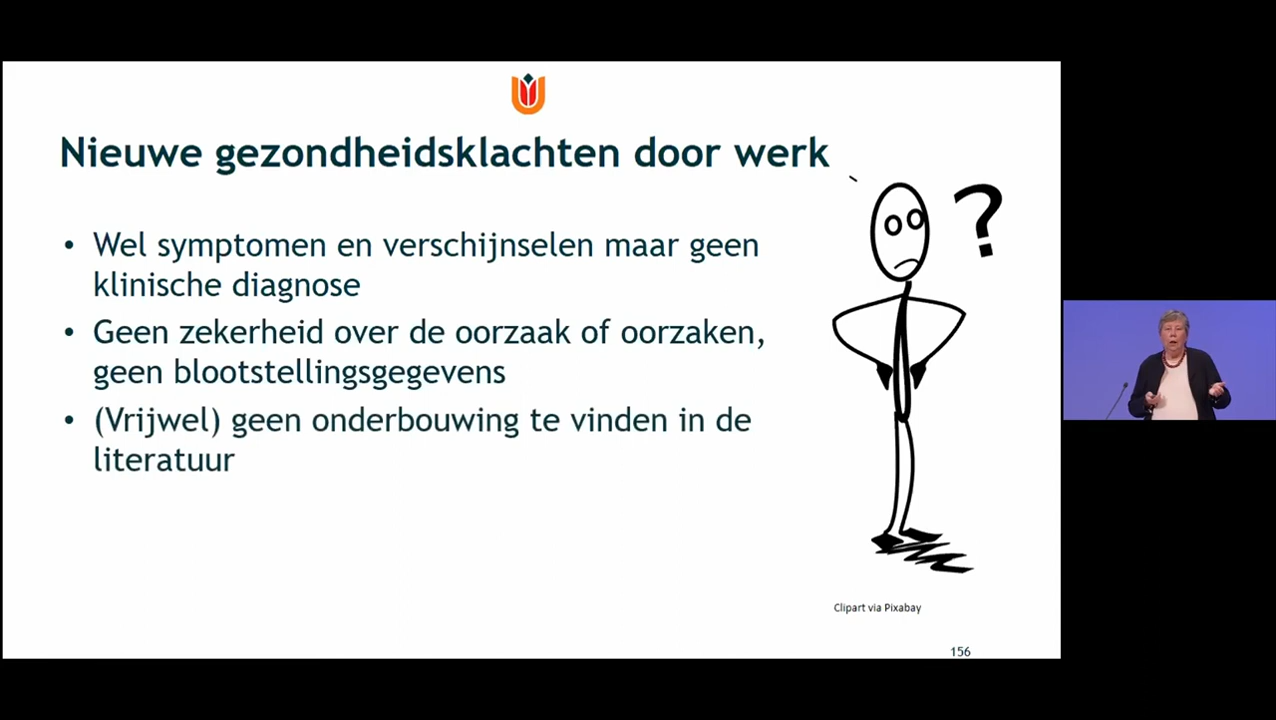 Nieuwe gezondheidsklachten door werk
• Wel symptomen en verschijnselen maar geen
klinische diagnose
• Geen zekerheid over de oorzaak of oorzaken,
geen blootstellingsgegevens
• (Vrijwel) geen onderbouwing te vinden in de
literatuur
?
Clipart via Pixabay
156